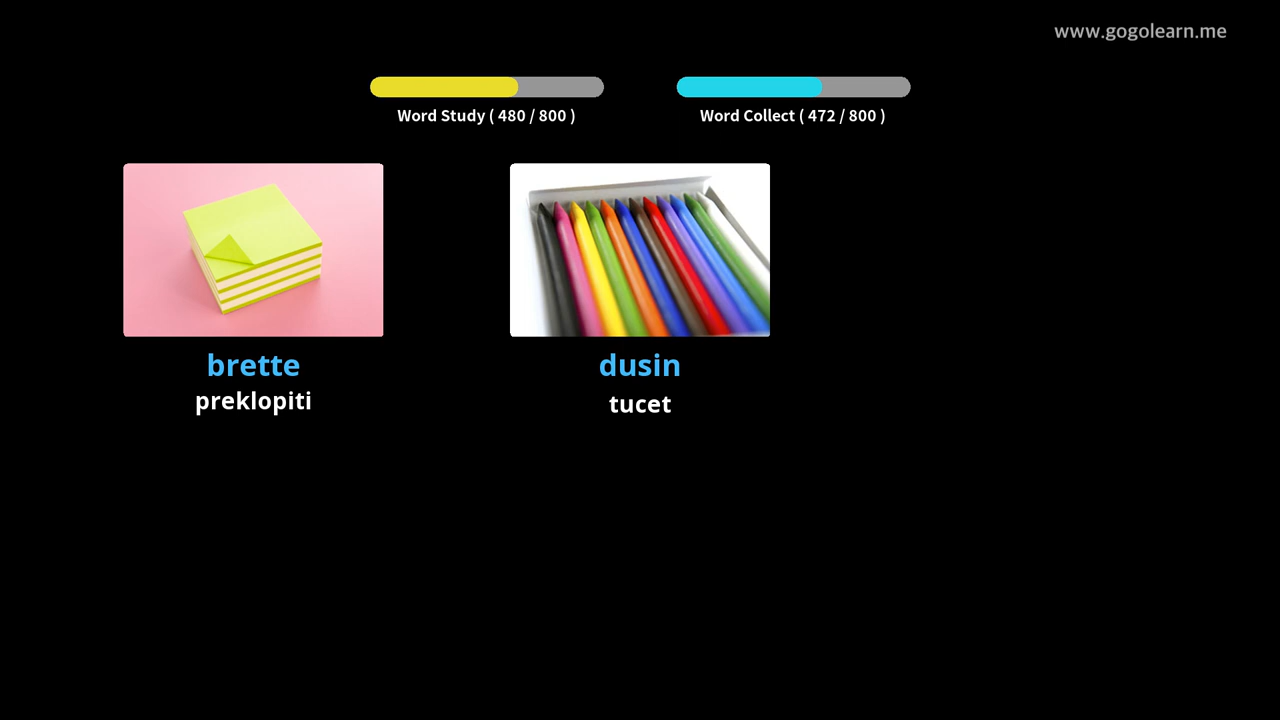 www.gogolearn.me
Word Study ( 480 / 800 )
Word Collect ( 472 / 800 )
brette
preklopiti
dusin
tucet